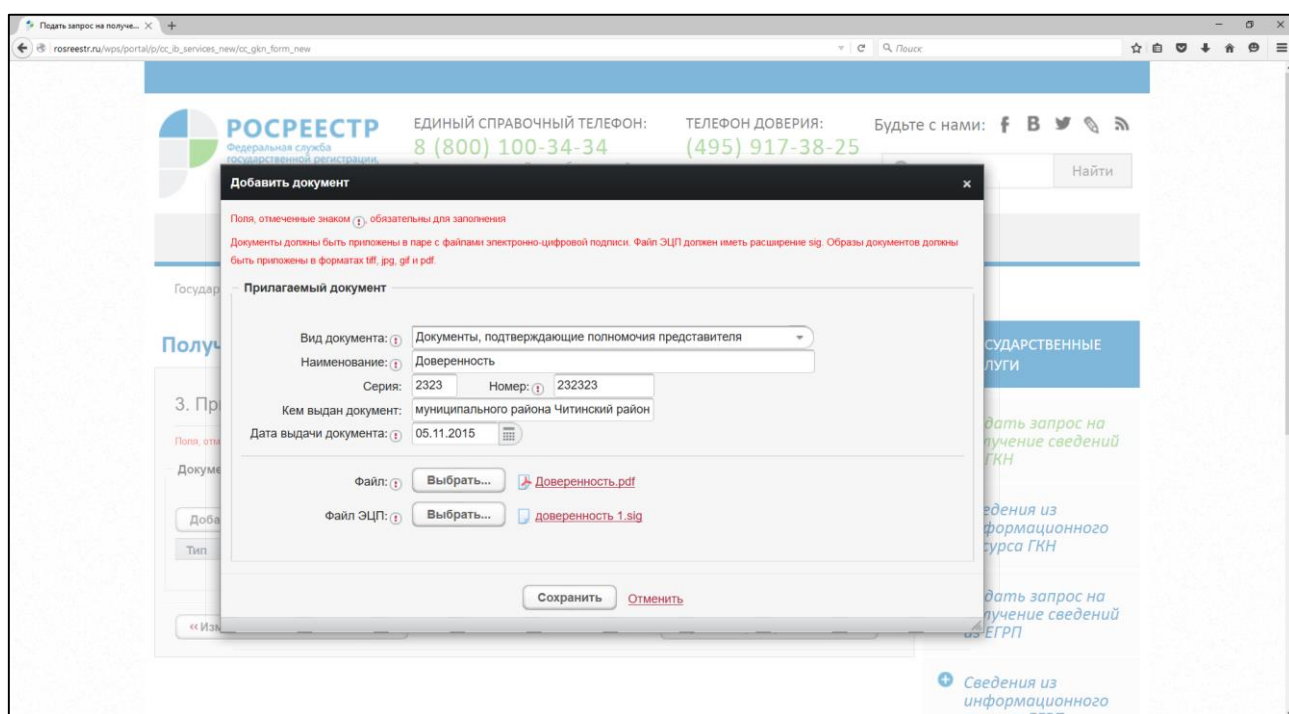 Подать запрос на получе...
rosreestr.ru/wps/portal/p/cc_ib_services_new/cc_gkn_form_new
Поиск
РОСРЕЕСТР
Федеральная служба
государственной регистрации,
ЕДИНЫЙ СПРАВОЧНЫЙ ТЕЛЕФОН:
8 (800) 100-34-34
ТЕЛЕФОН ДОВЕРИЯ:
(495) 917-38-25
Будьте с нами:
Найти
Добавить документ
Поля, отмеченные знаком , обязательны для заполнения
Документы должны быть приложены в паре с файлами электронно-цифровой подписи. Файл ЭЦП должен иметь расширение sig. Образы документов должны
быть приложены в форматах tiff, jpg, gif и pdf.
Прилагаемый документ
Вид документа: Документы, подтверждающие полномочия представителя
Наименование: Доверенность
Серия: 2323 Номер: 232323
Кем выдан документ: муниципального района Читинский район
Дата выдачи документа: 05.11.2015
Файл: Выбрать... Доверенность.pdf
Файл ЭЦП: Выбрать... доверенность 1.sig
Сохранить Отменить
Государ
Получ
3. Пр
Поля, отм
Докуме
Доба
Тип
«Изм
СУДАРСТВЕННЫЕ
ЛУГИ
дать запрос на
лучение сведений
ГКН
едения из
формационного
сурса ГКН
дать запрос на
лучение сведений
из ЕГРП
Сведения из
информационного